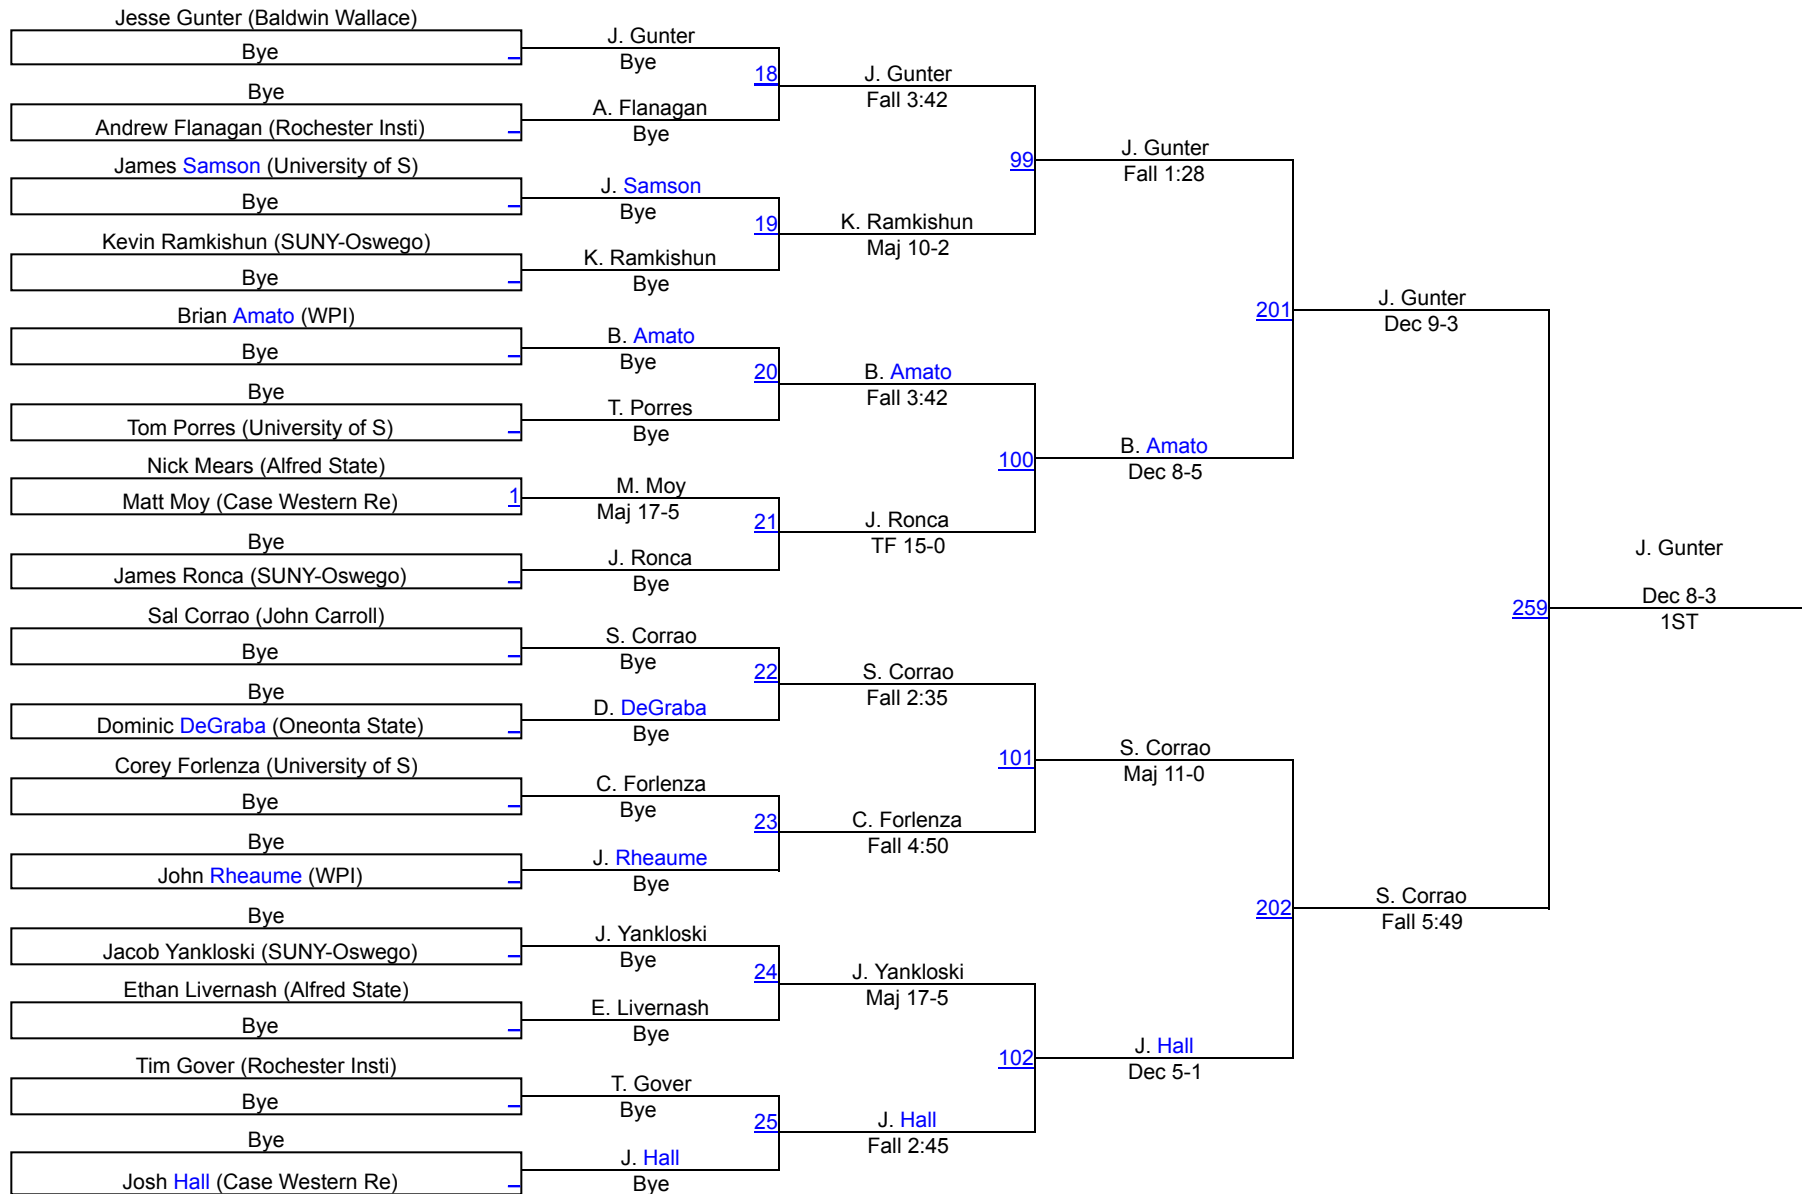 Jesse Gunter (Baldwin Wallace)
Bye
Bye
Andrew Flanagan (Rochester Insti)
James Samson (University of S)
Bye
Kevin Ramkishun (SUNY-Oswego)
Bye
Brian Amato (WPI)
Bye
Bye
Tom Porres (University of S)
Nick Mears (Alfred State)
Matt Moy (Case Western Re) 1
Bye
James Ronca (SUNY-Oswego)
Sal Corrao (John Carroll)
Bye
Bye
Dominic DeGraba (Oneonta State)
Corey Forlenza (University of S)
Bye
Bye
John Rheaume (WPI)
Bye
Jacob Yankloski (SUNY-Oswego)
Ethan Livernash (Alfred State)
Bye
Tim Gover (Rochester Insti)
Bye
Bye
Josh Hall (Case Western Re)
J. Gunter
Bye
18
A. Flanagan
Bye
J. Samson
Bye
19
K. Ramkishun
Bye
B. Amato
Bye
20
T. Porres
Bye
M. Moy
Maj 17-5
21
J. Ronca
Bye
S. Corrao
Bye
22
D. DeGraba
Bye
C. Forlenza
Bye
23
J. Rheaume
Bye
J. Yankloski
Bye
24
E. Livernash
Bye
T. Gover
Bye
25
J. Hall
Bye
J. Gunter
Fall 3:42
99
K. Ramkishun
Maj 10-2
B. Amato
Fall 3:42
100
J. Ronca
TF 15-0
S. Corrao
Fall 2:35
101
C. Forlenza
Fall 4:50
J. Yankloski
Maj 17-5
102
J. Hall
Fall 2:45
J. Gunter
Fall 1:28
201
B. Amato
Dec 8-5
S. Corrao
Maj 11-0
202
J. Hall
Dec 5-1
J. Gunter
Dec 9-3
259
S. Corrao
Fall 5:49
J. Gunter
Dec 8-3
1ST